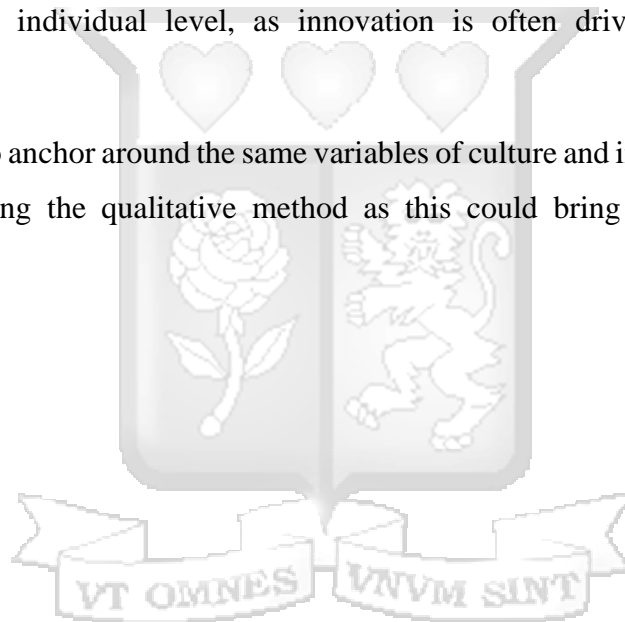 individual level, as innovation is often driv
anchor around the same variables of culture and i
ing the qualitative method as this could bring
VT OMNES VNVM SINT